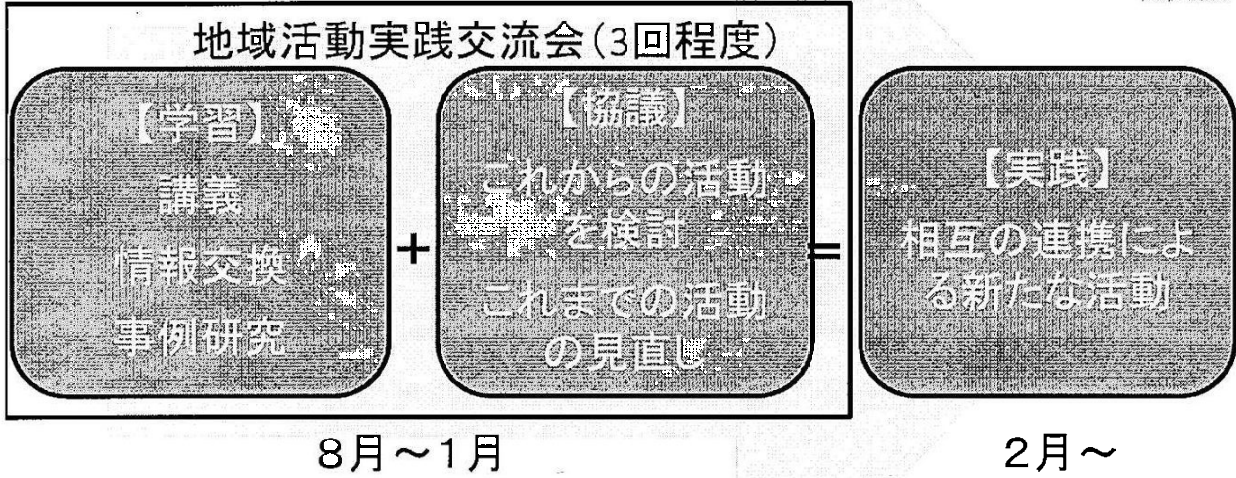 地域活動実践交流会(3回程度)
【学習】
講義
情報交換
事例研究
+
【協議】
これからの活動
を検討
これまでの活動
の見直し
=
【実践】
相互の連携によ
る新たな活動
8月～1月
2月～